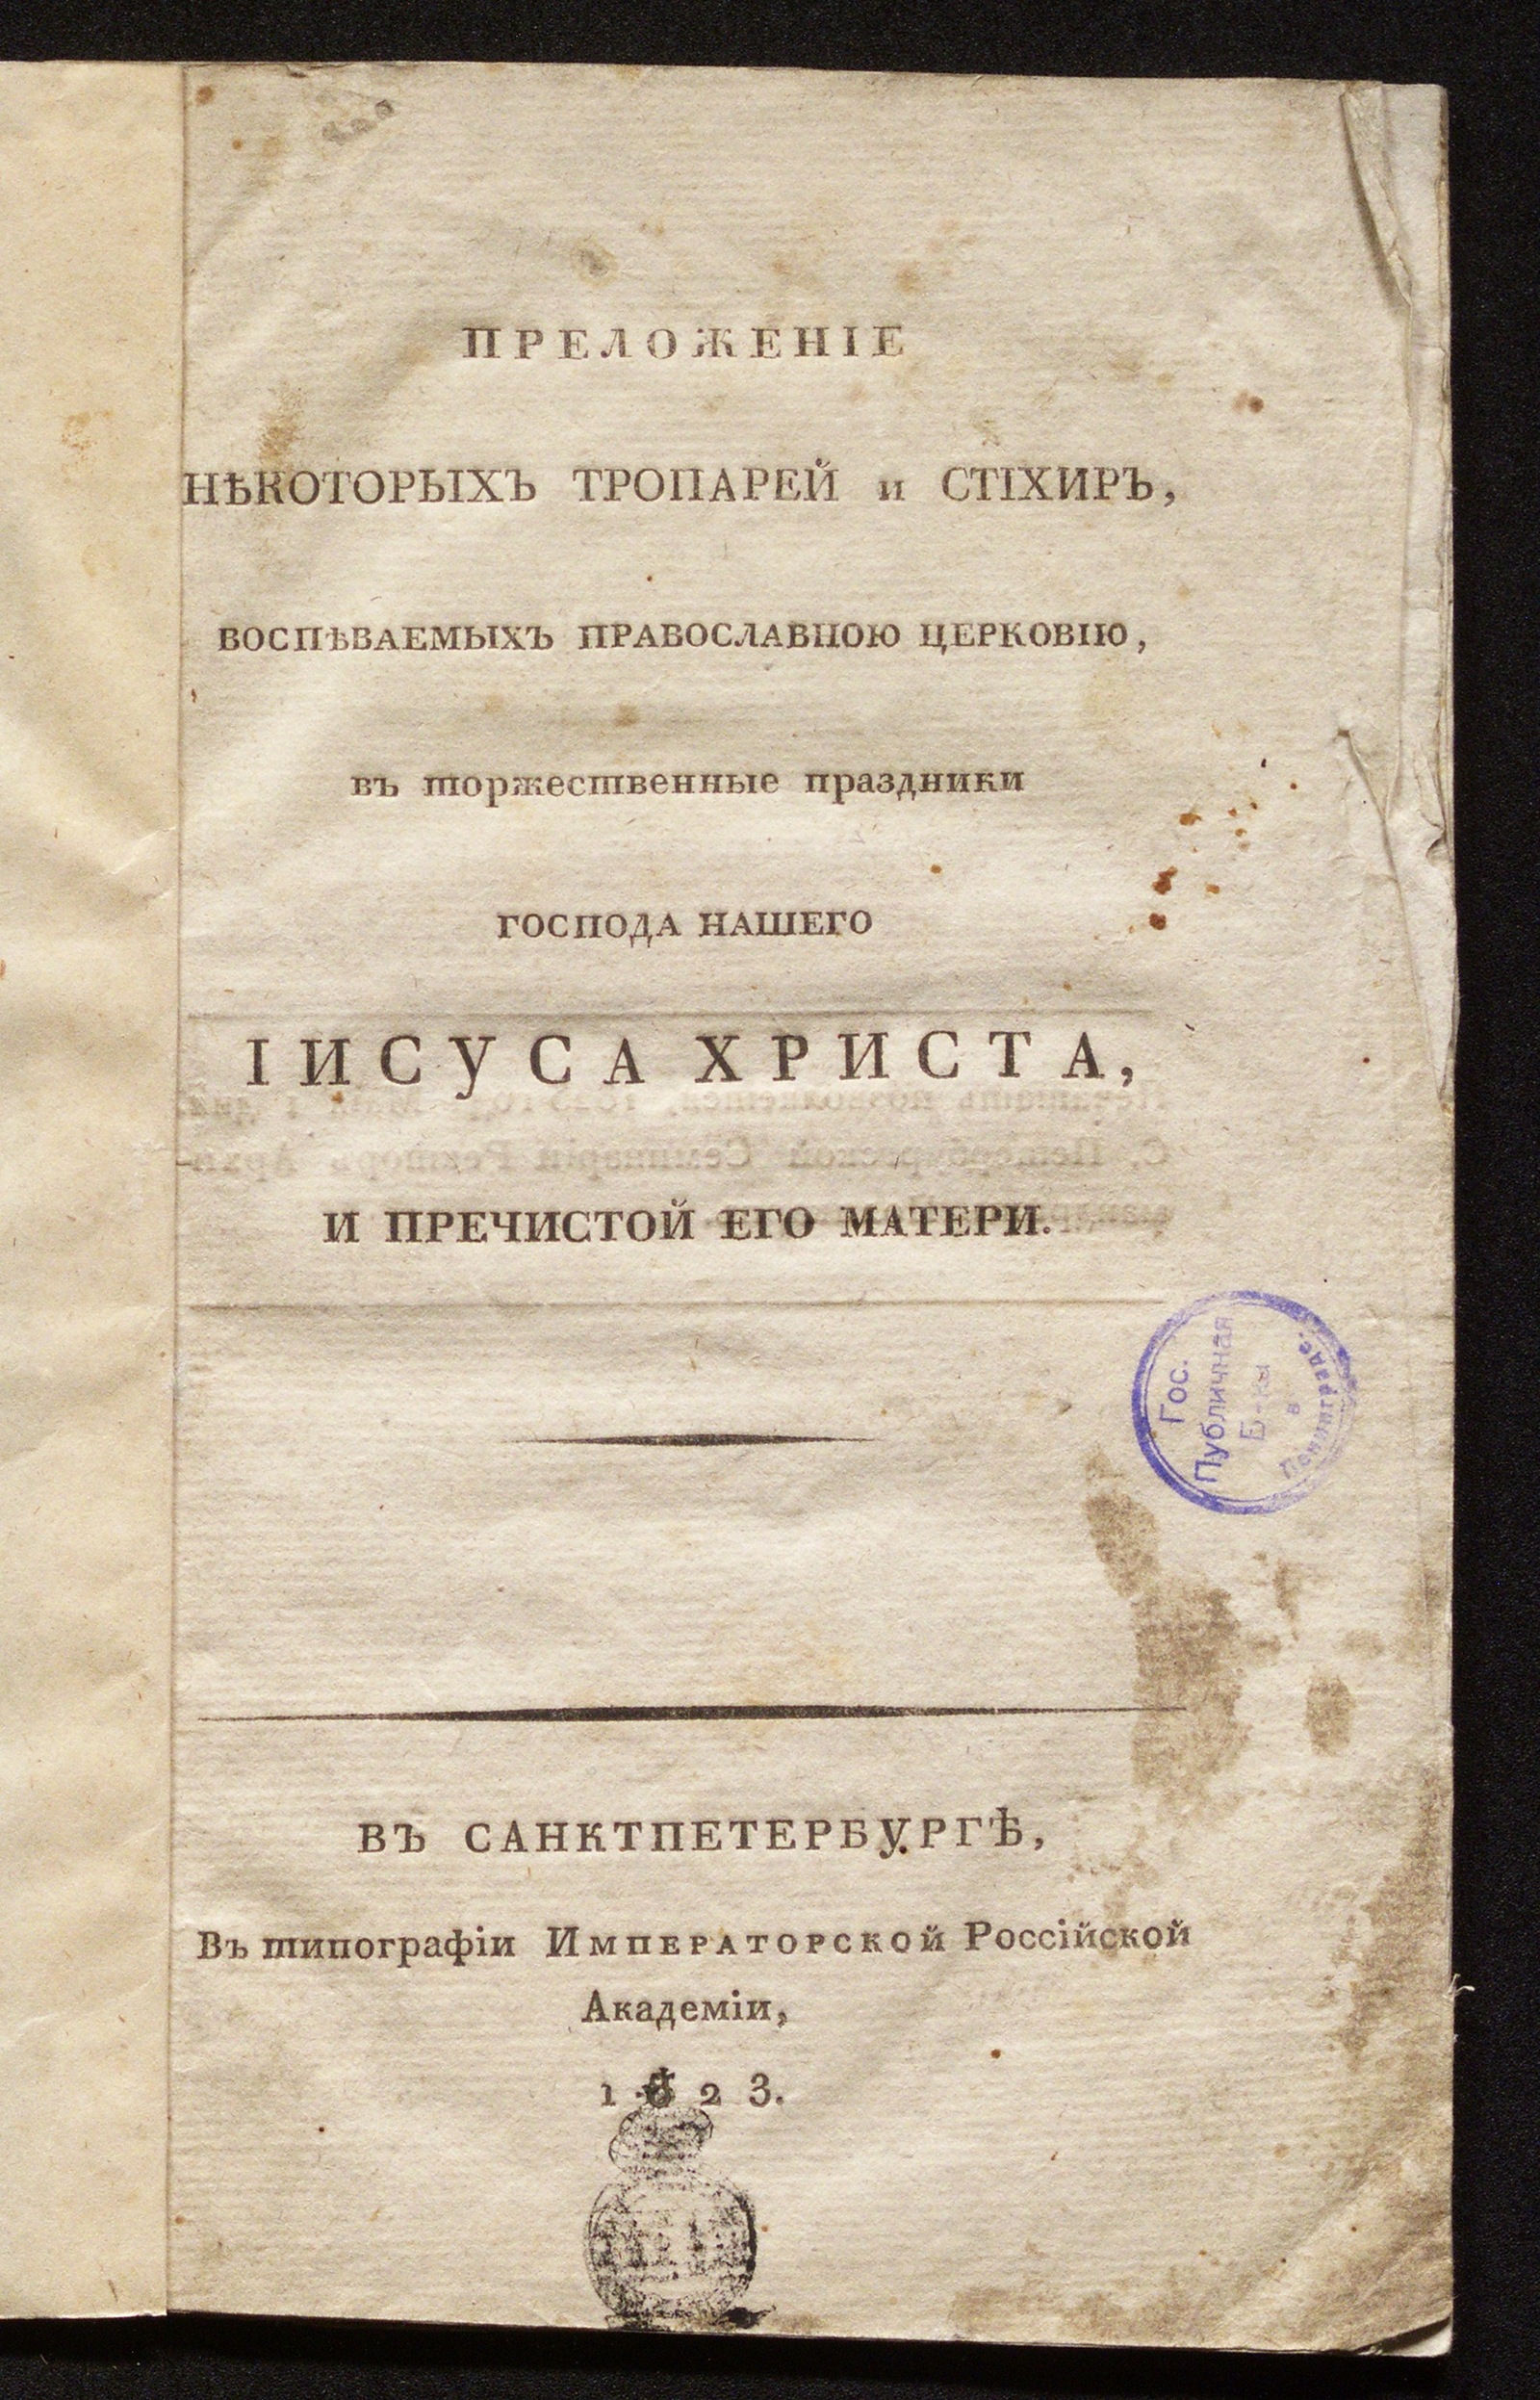 ПРЕЛОЖЕНІЕ
НѢКОТОРЫХЪ ТРОПАРЕЙ и СТІХИРЪ,
ВОСПѢВАЕМЫХЪ ПРАВОСЛАВНОЮ ЦЕРКОВІЮ,
въ торжественные праздники
ГОСПОДА НАШЕГО
ІИСУСА ХРИСТА,
И ПРЕЧИСТОЙ ЕГО МАТЕРИ.
Гос.
Публичная
Б-ка
в
Ленинграде.
ВЪ САНКТПЕТЕРБУРГѢ,
Въ типографіи ИМПЕРАТОРСКОЙ Россійской
Академіи,
1823.